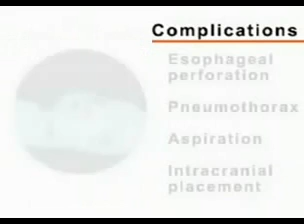 Complications
Esophageal
perforation
Pneumothorax
Aspiration
Intracranial
placement